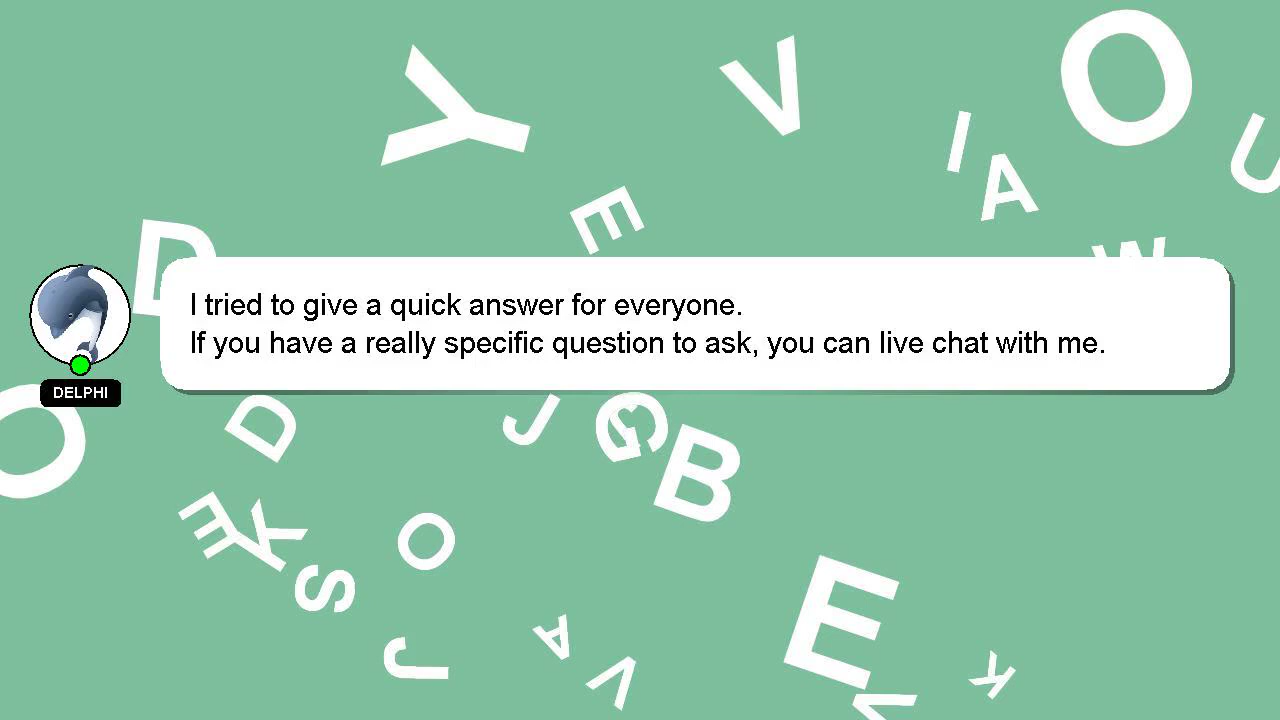 Y
V
O
I
A
U
E
D
W
I tried to give a quick answer for everyone.
If you have a really specific question to ask, you can live chat with me.
DELPHI
O
D
J
G
B
E
K
O
S
J
A
V
E
K
V